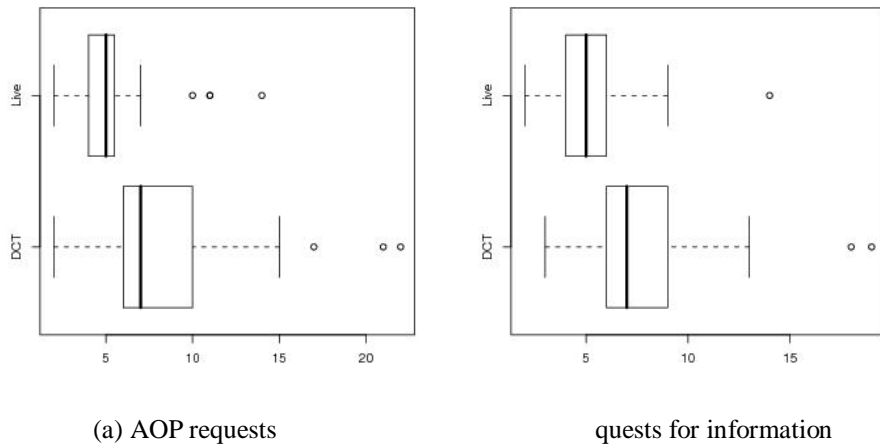 Live
DCT
5 10 15 20
Live
DCT
5 10 15
(a) AOP requests
quests for information